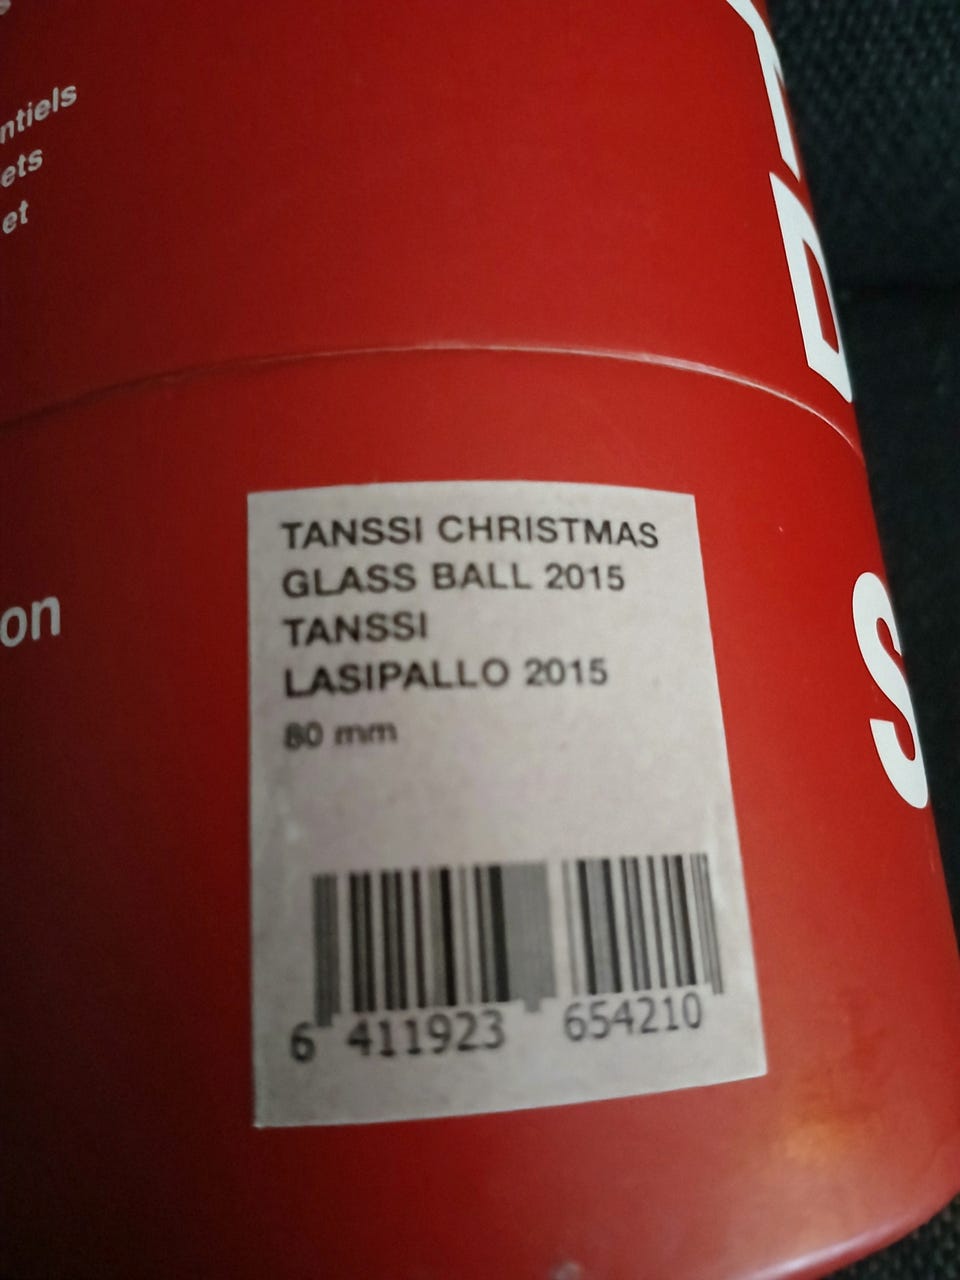 ntiels
ets
et
D
S
on
TANSSI CHRISTMAS
GLASS BALL 2015
TANSSI
LASIPALLO 2015
80 mm
6 411923 654210